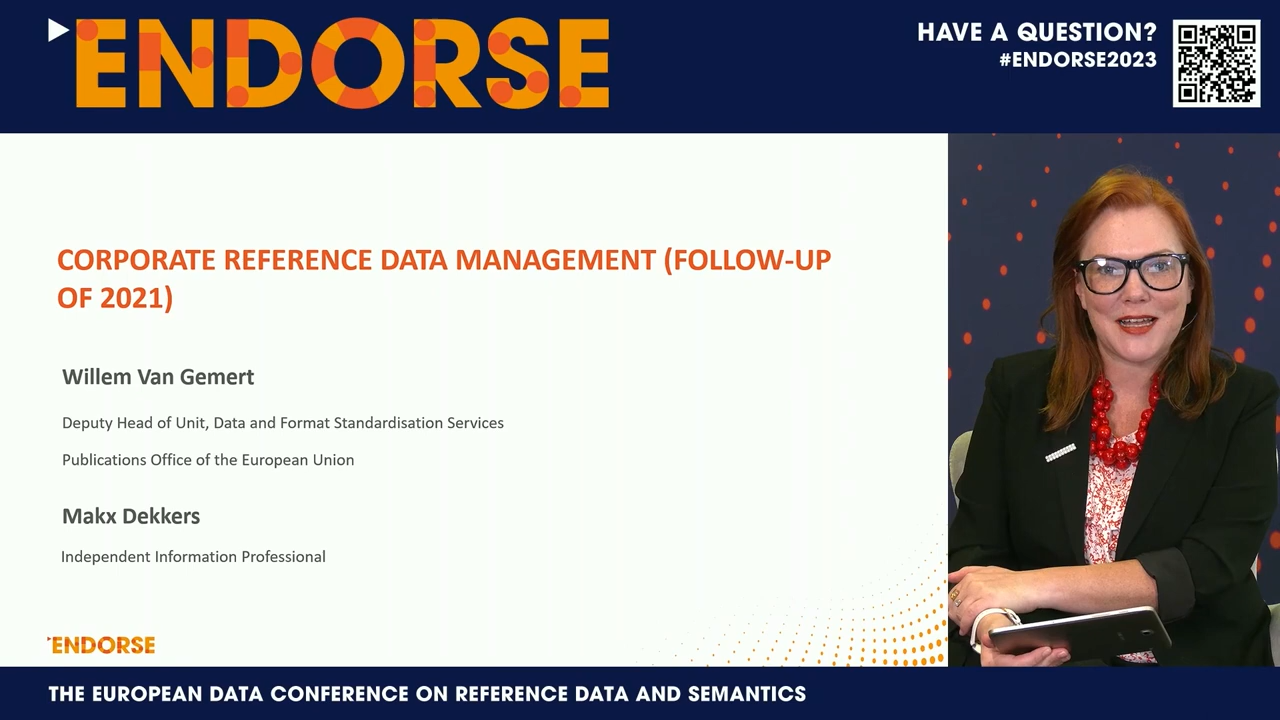 ENDORSE
HAVE A QUESTION?
#ENDORSE2023
CORPORATE REFERENCE DATA MANAGEMENT (FOLLOW-UP
OF 2021)
Willem Van Gemert
Deputy Head of Unit, Data and Format Standardisation Services
Publications Office of the European Union
Makx Dekkers
Independent Information Professional
ENDORSE
THE EUROPEAN DATA CONFERENCE ON REFERENCE DATA AND SEMANTICS